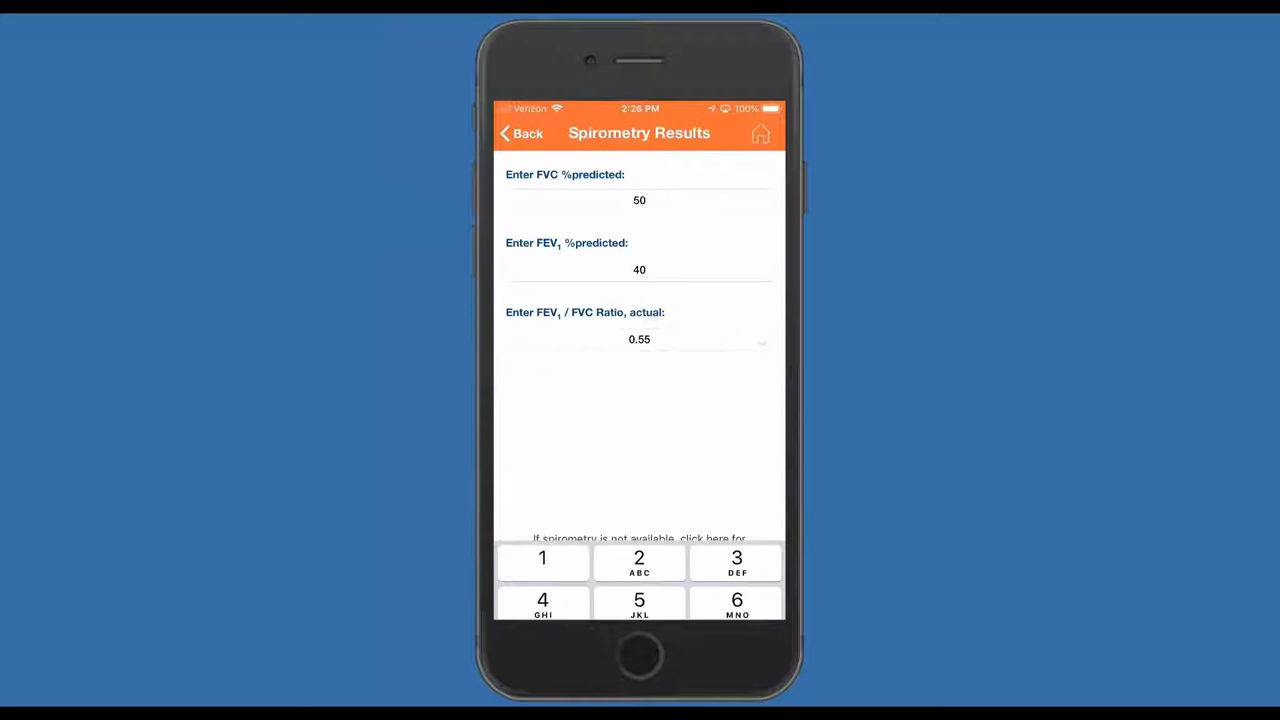 Verizon 2:26 PM 100%
Back Spirometry Results
Enter FVC %predicted:
50
Enter FEV₁ %predicted:
40
Enter FEV₁ / FVC Ratio, actual:
0.55
If spirometry is not available, click here for
1 2 3
ABC DEF
4 5 6
GHI JKL MNO